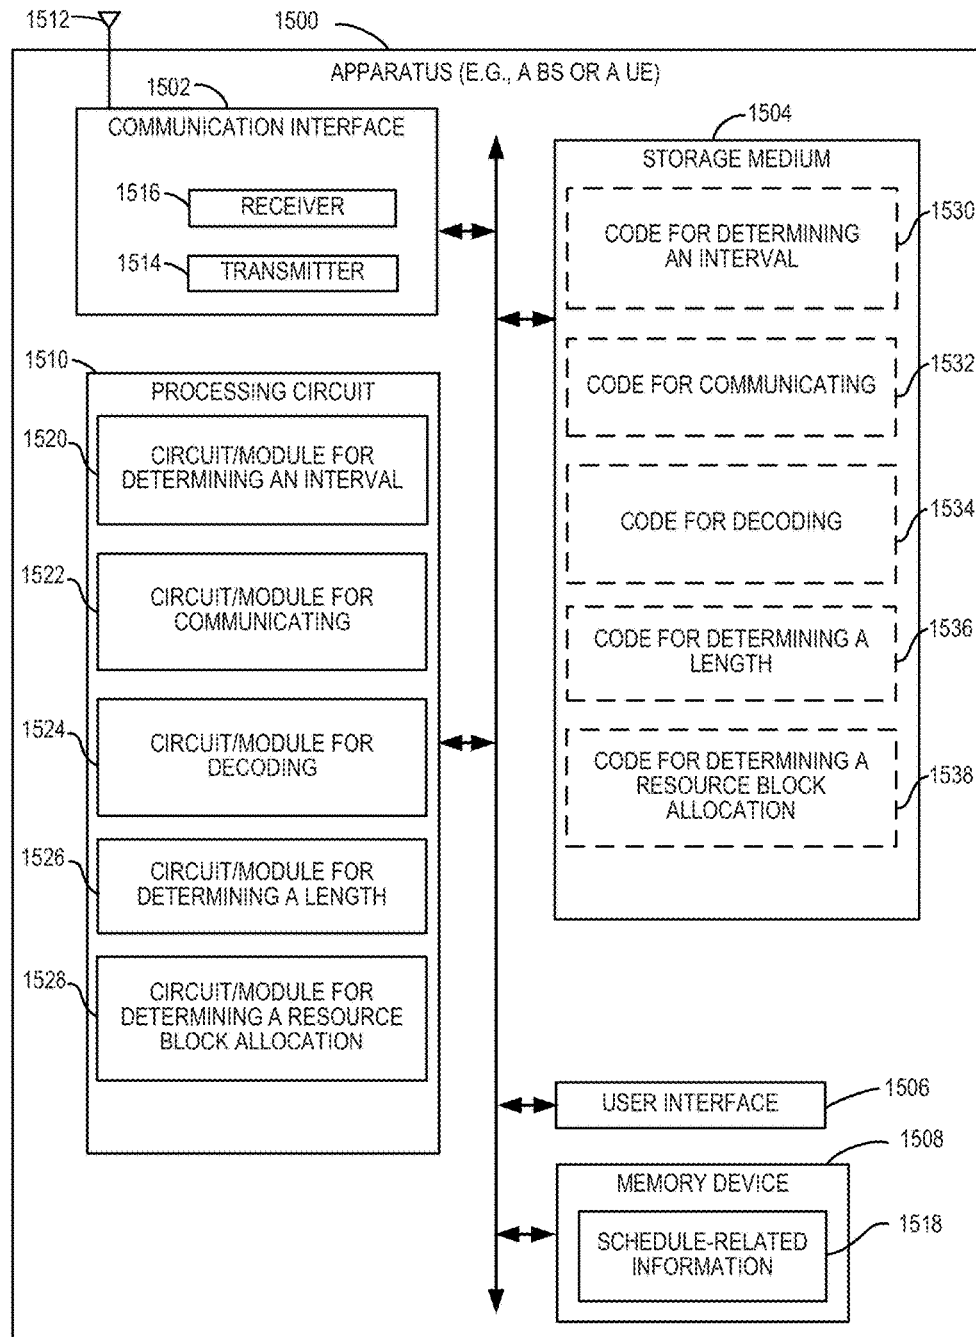 1512
1500
APPARATUS (E.G., A BS OR A UE)
1502
COMMUNICATION INTERFACE
1516
RECEIVER
1514
TRANSMITTER
1510
PROCESSING CIRCUIT
1520
CIRCUIT/MODULE FOR
DETERMINING AN INTERVAL
1522
CIRCUIT/MODULE FOR
COMMUNICATING
1524
CIRCUIT/MODULE FOR
DECODING
1526
CIRCUIT/MODULE FOR
DETERMINING A LENGTH
1528
CIRCUIT/MODULE FOR
DETERMINING A RESOURCE
BLOCK ALLOCATION
1504
STORAGE MEDIUM
CODE FOR DETERMINING
AN INTERVAL
1530
CODE FOR COMMUNICATING
1532
CODE FOR DECODING
1534
CODE FOR DETERMINING A
LENGTH
1536
CODE FOR DETERMINING A
RESOURCE BLOCK
ALLOCATION
1538
USER INTERFACE
1506
1508
MEMORY DEVICE
SCHEDULE-RELATED
INFORMATION
1518